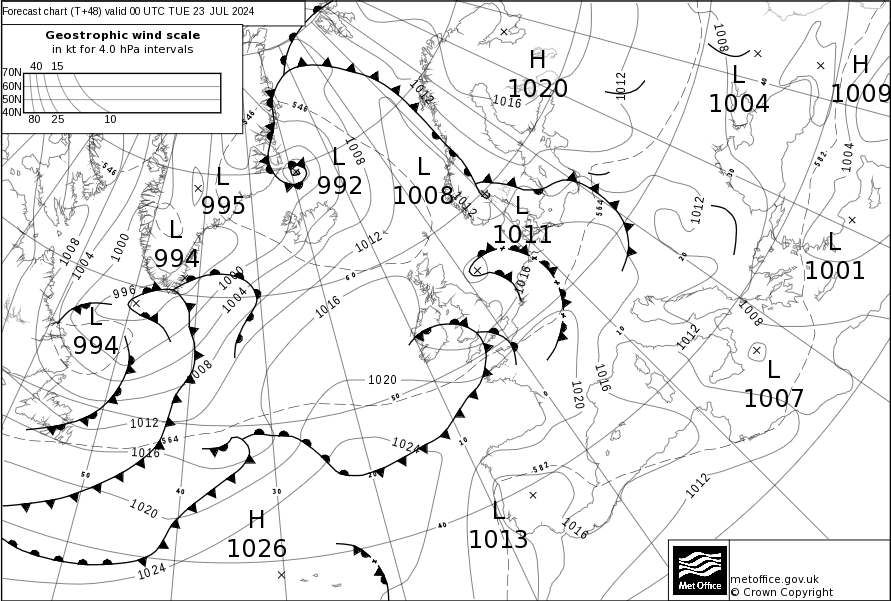 Forecast chart (T+48) valid 00 UTC TUE 23 JUL 2024
Geostrophic wind scale
in kt for 4.0 hPa intervals
40 15
70N
60N
50N
40N
80 25 10
H
1020
L
1004
H
1009
L
992
L
995
L
1008
L
1011
L
994
L
994
L
1001
L
1007
H
1026
L
1013
1008
1012
1016
1012
1008
1004
1012
1012
1012
1008
1004
1000
996
1000
1004
1016
1016
1008
1012
1008
1020
1020
1016
1012
1016
1024
1020
1024
1016
1012
546
546
546
564
564
582
582
60
50
50
40
30
20
10
40
0
10
20
30
40
Met Office
metoffice.gov.uk
© Crown Copyright